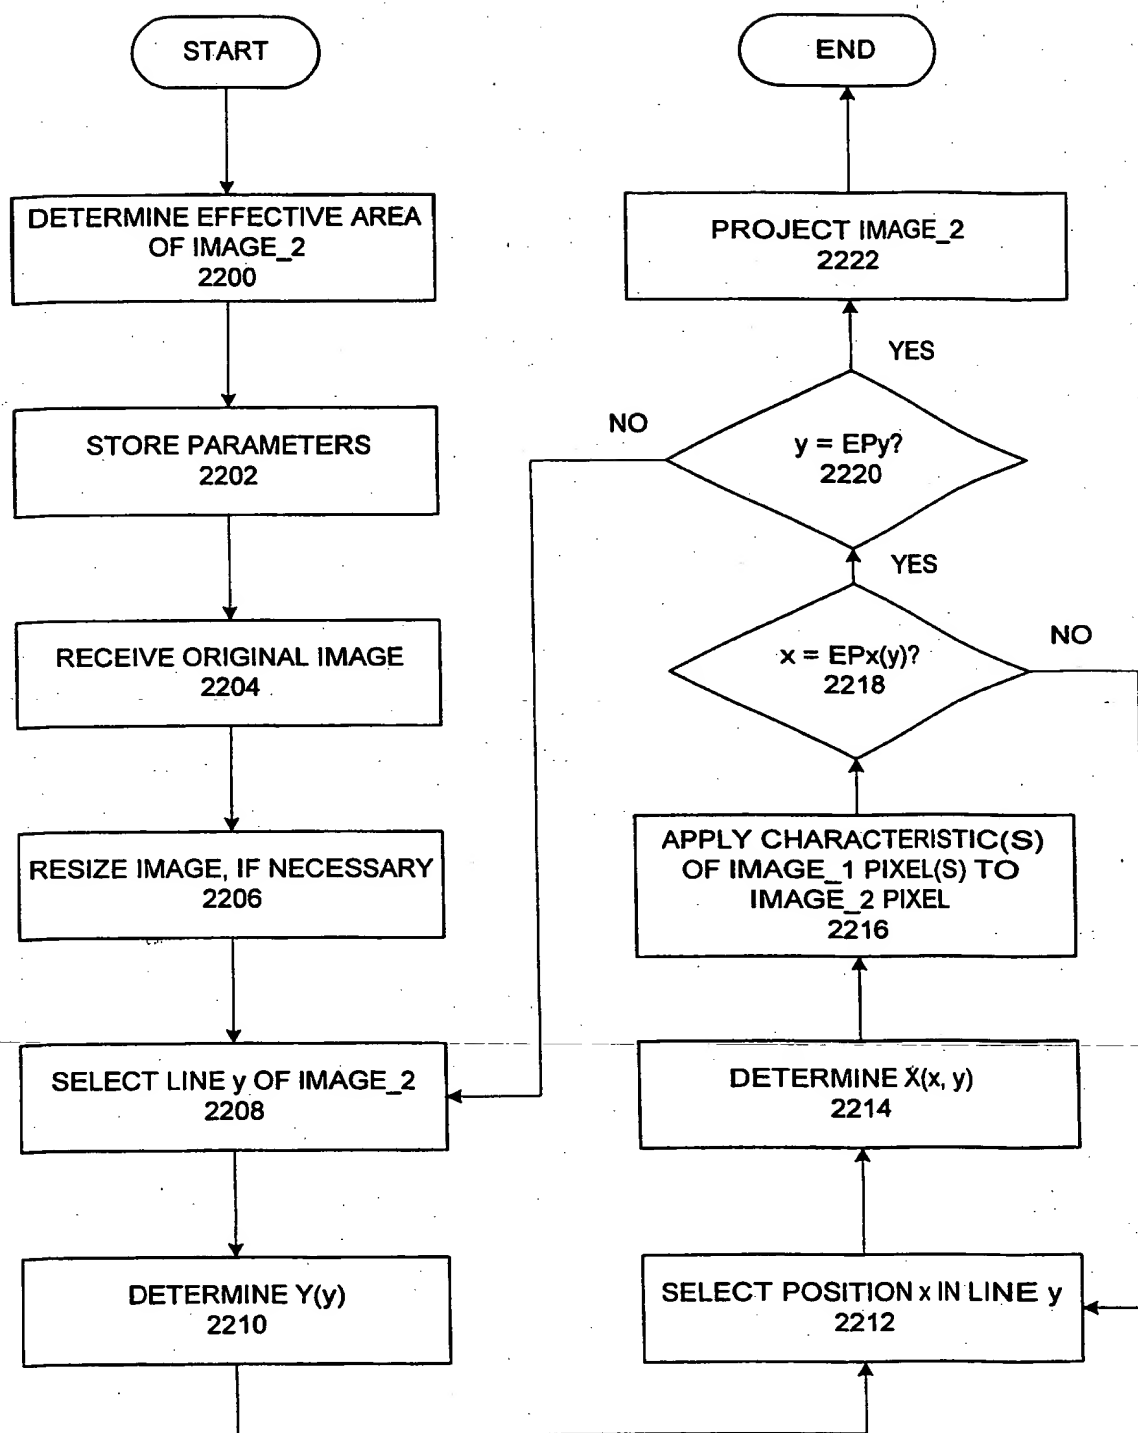 START
DETERMINE EFFECTIVE AREA
OF IMAGE_2
2200
STORE PARAMETERS
2202
RECEIVE ORIGINAL IMAGE
2204
RESIZE IMAGE, IF NECESSARY
2206
SELECT LINE y OF IMAGE_2
2208
DETERMINE Y(y)
2210
END
PROJECT IMAGE_2
2222
YES
NO
y = EPy?
2220
YES
NO
x = EPx(y)?
2218
APPLY CHARACTERISTIC(S)
OF IMAGE_1 PIXEL(S) TO
IMAGE_2 PIXEL
2216
DETERMINE X(x, y)
2214
SELECT POSITION x IN LINE y
2212